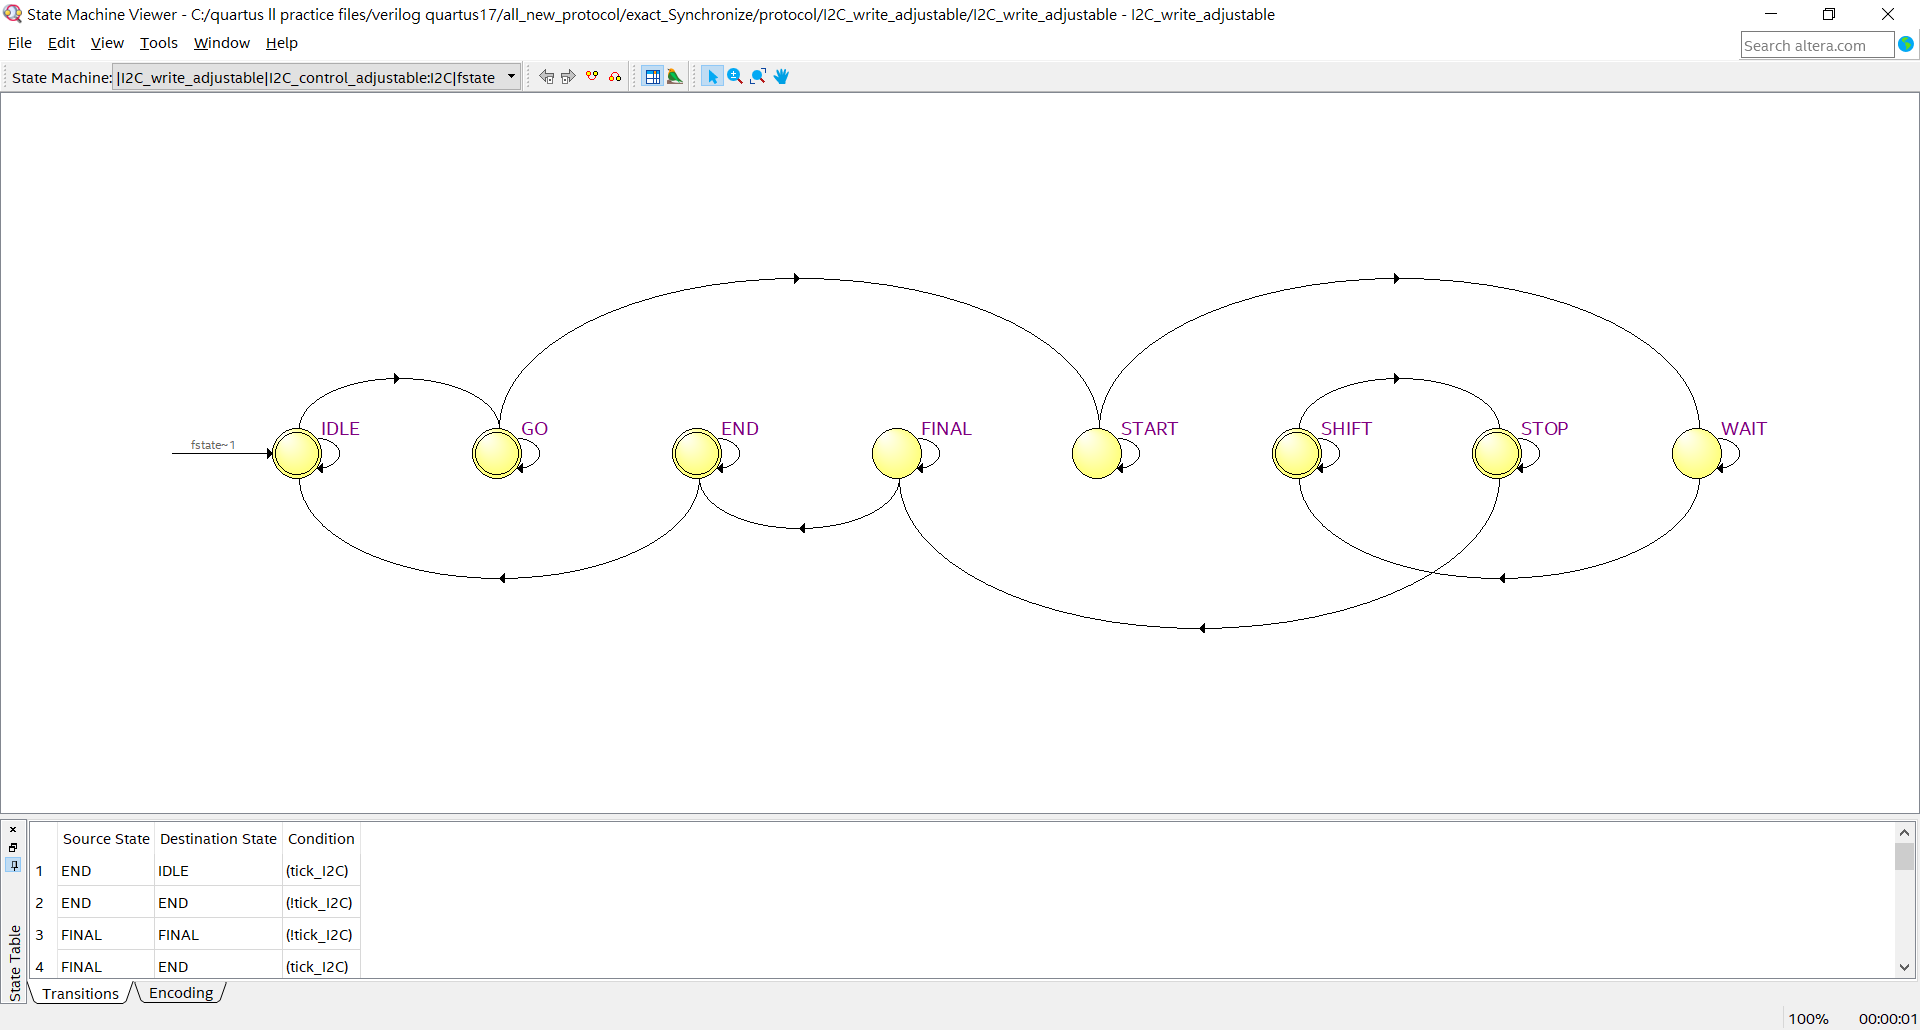 State Machine Viewer - C:/quartus ll practice files/verilog quartus17/all_new_protocol/exact_Synchronize/protocol/I2C_write_adjustable/I2C_write_adjustable - I2C_write_adjustable
File Edit View Tools Window Help
Search altera.com
State Machine: |I2C_write_adjustable|I2C_control_adjustable:I2C|fstate
fstate~1
IDLE GO END FINAL START SHIFT STOP WAIT
Source State Destination State Condition
1 END IDLE (tick_I2C)
2 END END (!tick_I2C)
3 FINAL FINAL (!tick_I2C)
4 FINAL END (tick_I2C)
State Table
Transitions Encoding
100% 00:00:01